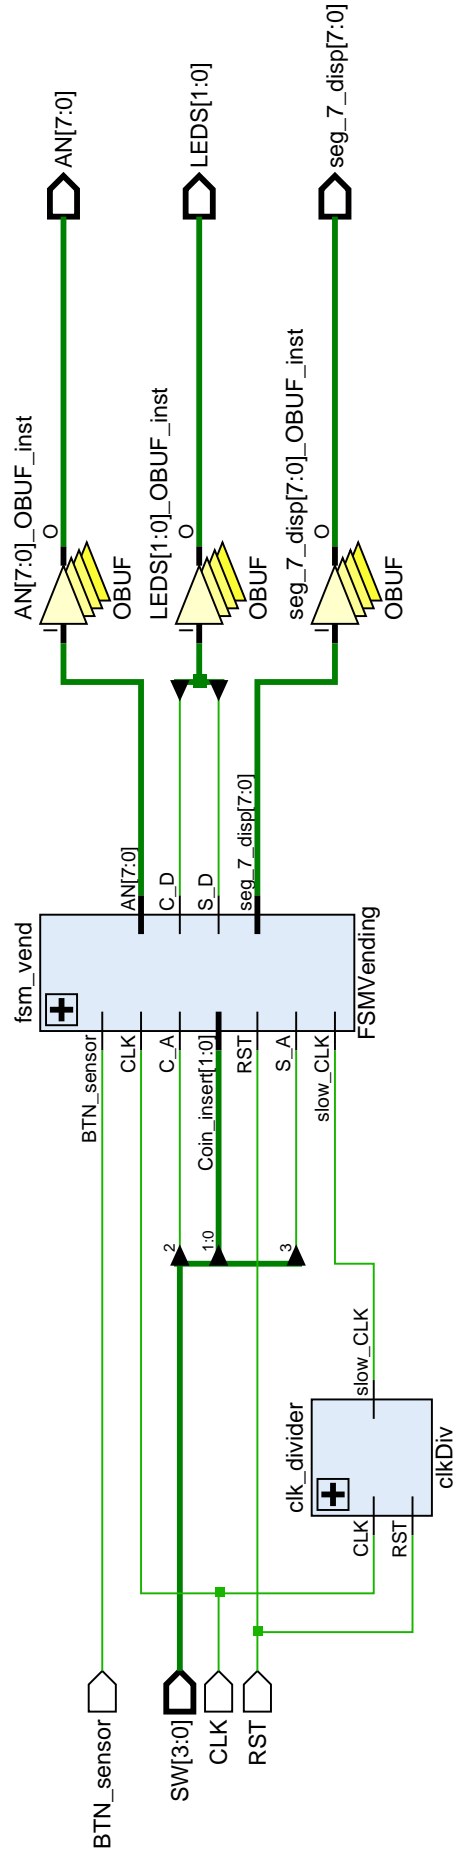 BTN_sensor
SW[3:0]
CLK
RST
clk_divider
CLK
RST
slow_CLK
clkDiv
2
1:0
3
fsm_vend
BTN_sensor
CLK
C_A
Coin_insert[1:0]
RST
S_A
slow_CLK
AN[7:0]
C_D
S_D
seg_7_disp[7:0]
FSMVending
AN[7:0]_OBUF_inst
I
O
OBUF
LEDS[1:0]_OBUF_inst
I
O
OBUF
seg_7_disp[7:0]_OBUF_inst
I
O
OBUF
AN[7:0]
LEDS[1:0]
seg_7_disp[7:0]